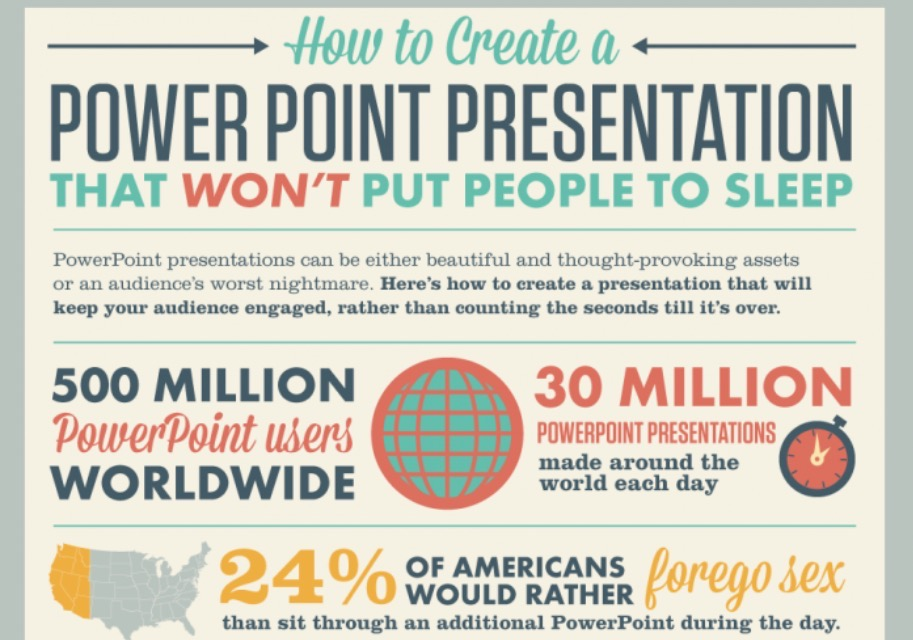 How to Create a
POWER POINT PRESENTATION
THAT WON'T PUT PEOPLE TO SLEEP
PowerPoint presentations can be either beautiful and thought-provoking assets
or an audience's worst nightmare. Here's how to create a presentation that will
keep your audience engaged, rather than counting the seconds till it's over.
500 MILLION
PowerPoint users
WORLDWIDE
30 MILLION
POWERPOINT PRESENTATIONS
made around the
world each day
24% OF AMERICANS
WOULD RATHER forego sex
than sit through an additional PowerPoint during the day.